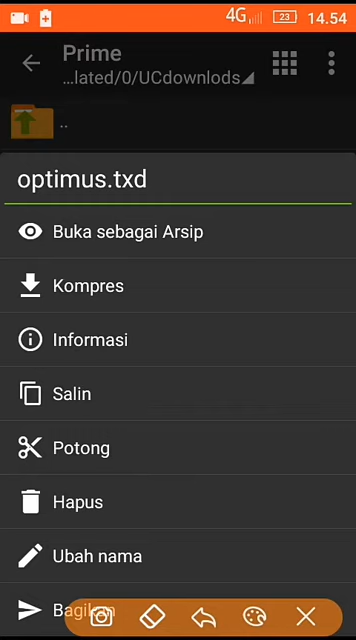 4G 23 14.54
Prime
...lated/0/UCdownlods
..
optimus.txd
Buka sebagai Arsip
Kompres
Informasi
Salin
Potong
Hapus
Ubah nama
Bagikan